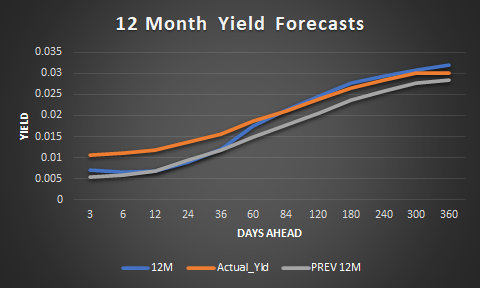 12 Month Yield Forecasts
0.035
0.03
0.025
0.02
0.015
0.01
0.005
0
YIELD
3 6 12 24 36 60 84 120 180 240 300 360
DAYS AHEAD
12M Actual_Yld PREV 12M